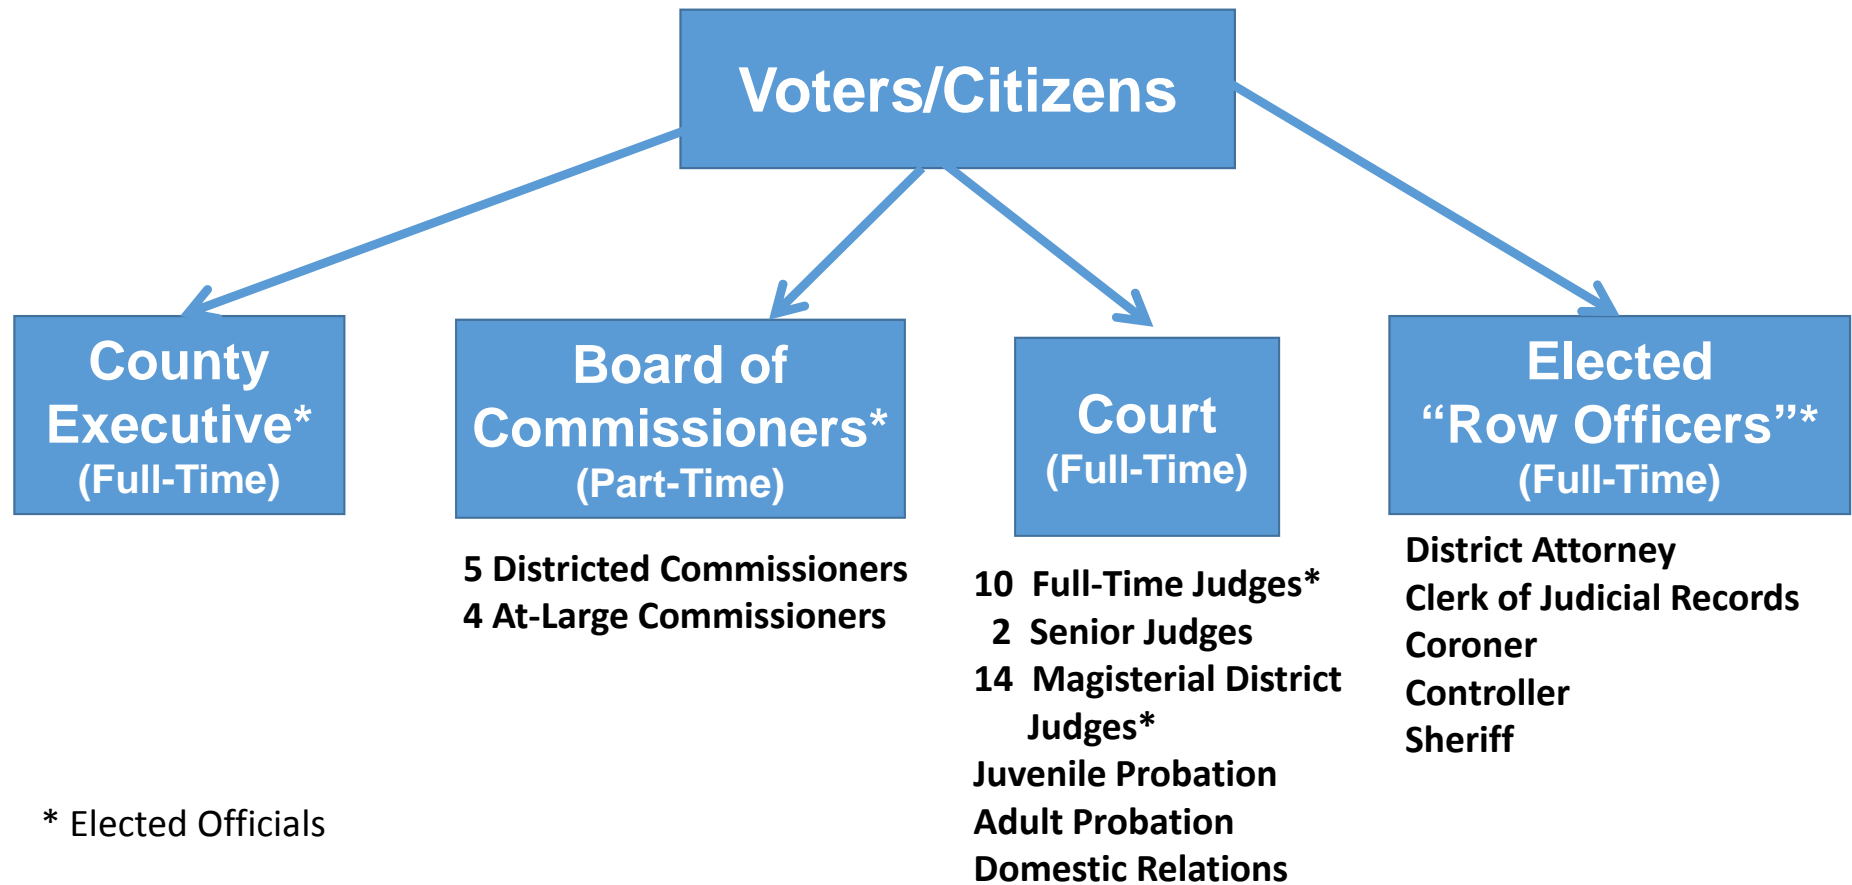 Voters/Citizens
County
Executive*
(Full-Time)
Board of
Commissioners*
(Part-Time)
5 Districted Commissioners
4 At-Large Commissioners
Court
(Full-Time)
10 Full-Time Judges*
2 Senior Judges
14 Magisterial District
Judges*
Juvenile Probation
Adult Probation
Domestic Relations
Elected
“Row Officers”*
(Full-Time)
District Attorney
Clerk of Judicial Records
Coroner
Controller
Sheriff
* Elected Officials